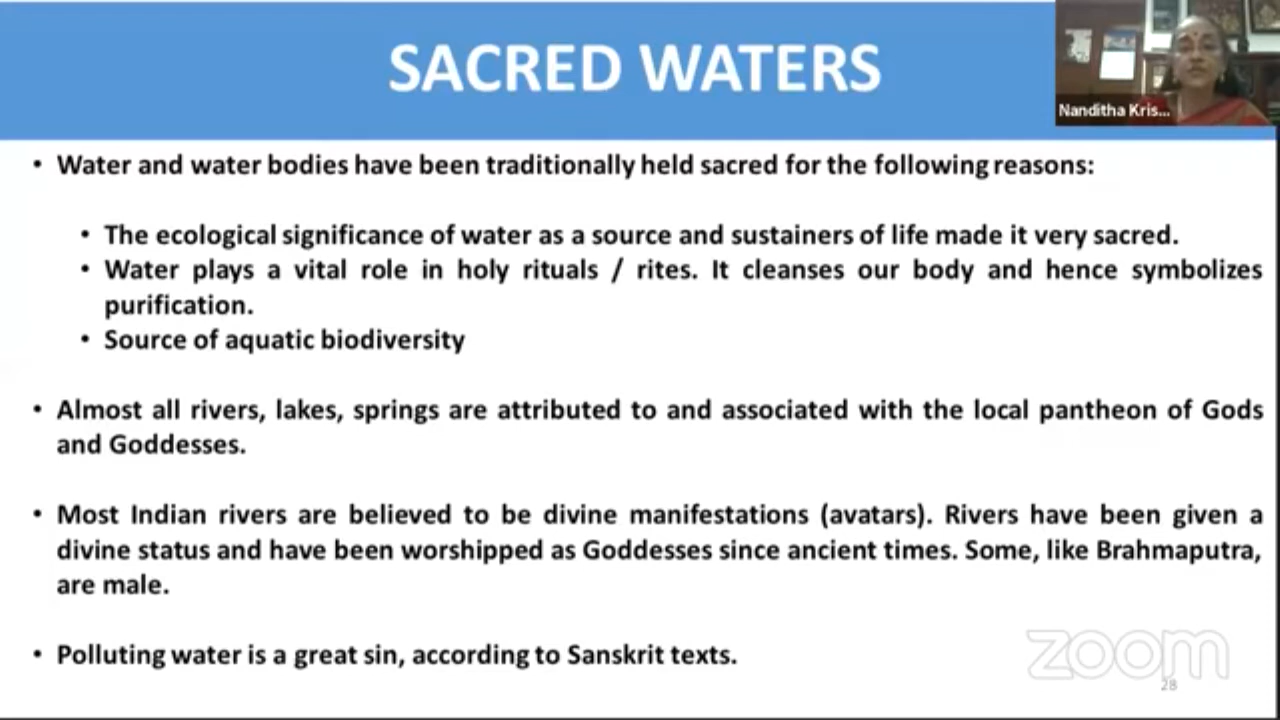 SACRED WATERS
Nanditha Kris...
• Water and water bodies have been traditionally held sacred for the following reasons:
• The ecological significance of water as a source and sustainers of life made it very sacred.
• Water plays a vital role in holy rituals / rites. It cleanses our body and hence symbolizes
purification.
• Source of aquatic biodiversity
• Almost all rivers, lakes, springs are attributed to and associated with the local pantheon of Gods
and Goddesses.
• Most Indian rivers are believed to be divine manifestations (avatars). Rivers have been given a
divine status and have been worshipped as Goddesses since ancient times. Some, like Brahmaputra,
are male.
• Polluting water is a great sin, according to Sanskrit texts.
zoom
28